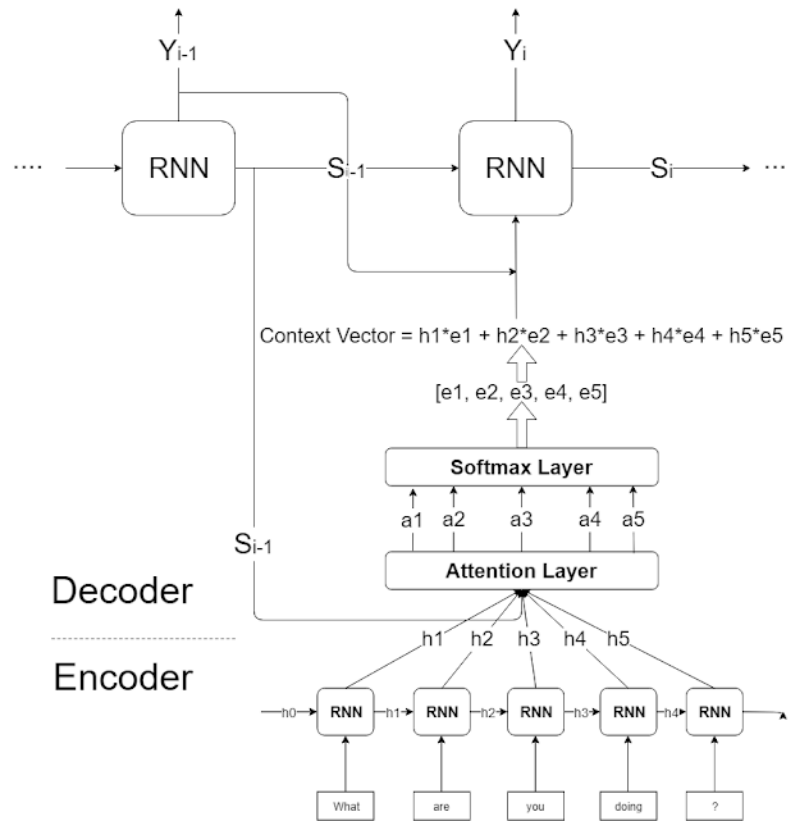 Yi-1 Yi
.... RNN Si-1 RNN Si ...
Context Vector = h1*e1 + h2*e2 + h3*e3 + h4*e4 + h5*e5
[e1, e2, e3, e4, e5]
Softmax Layer
a1 a2 a3 a4 a5
Si-1
Attention Layer
Decoder
h1 h2 h3 h4 h5
Encoder
h0 RNN h1 RNN h2 RNN h3 RNN h4 RNN
What are you doing ?